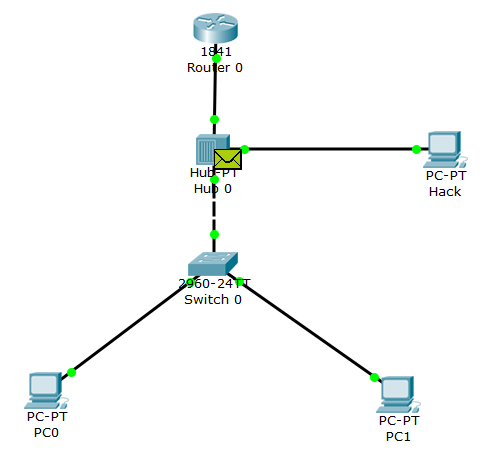 1841
Router 0
Hub-PT
Hub 0
PC-PT
Hack
2960-24TT
Switch 0
PC-PT
PC0
PC-PT
PC1